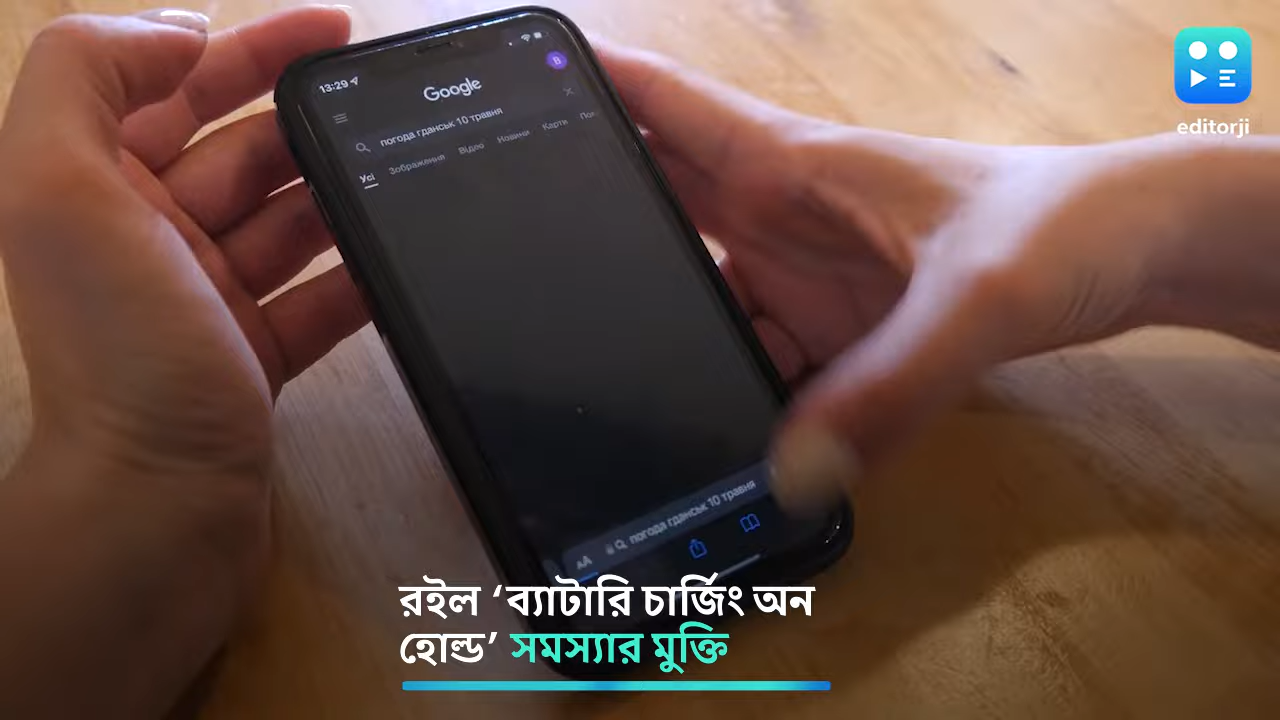 editorji
13:29
B
Google
погода гданськ 10 травня
Усі Зображення Відео Новини Карти
AA погода гданськ 10 травня
রইল ‘ব্যাটারি চার্জিং অন
হোল্ড’ সমস্যার মুক্তি